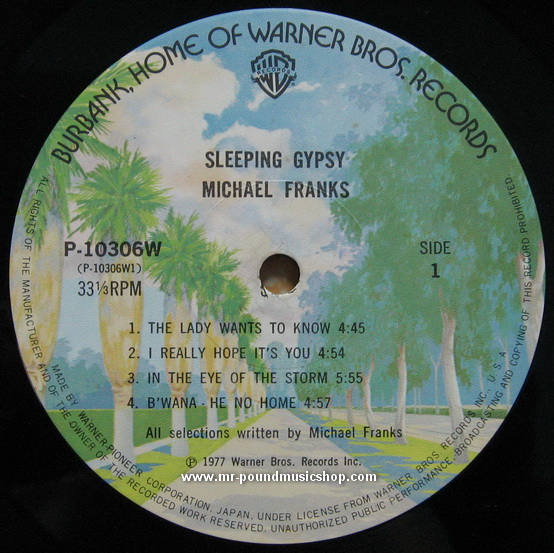 BURBANK, HOME OF WARNER BROS. RECORDS
W
RECORDS
SLEEPING GYPSY
MICHAEL FRANKS
P-10306W
(P-10306W1)
33⅓RPM
SIDE
1
1. THE LADY WANTS TO KNOW 4:45
2. I REALLY HOPE IT'S YOU 4:54
3. IN THE EYE OF THE STORM 5:55
4. B'WANA - HE NO HOME 4:57
All selections written by Michael Franks
℗ 1977 Warner Bros. Records Inc.
www.mr-poundmusicshop.com
MADE BY WARNER-PIONEER CORPORATION, JAPAN, UNDER LICENSE FROM WARNER BROS RECORDS INC., U.S.A
ALL RIGHTS OF THE MANUFACTURER AND OF THE OWNER OF THE RECORDED WORK RESERVED. UNAUTHORIZED PUBLIC PERFORMANCE, BROADCASTING AND COPYING OF THIS RECORD PROHIBITED